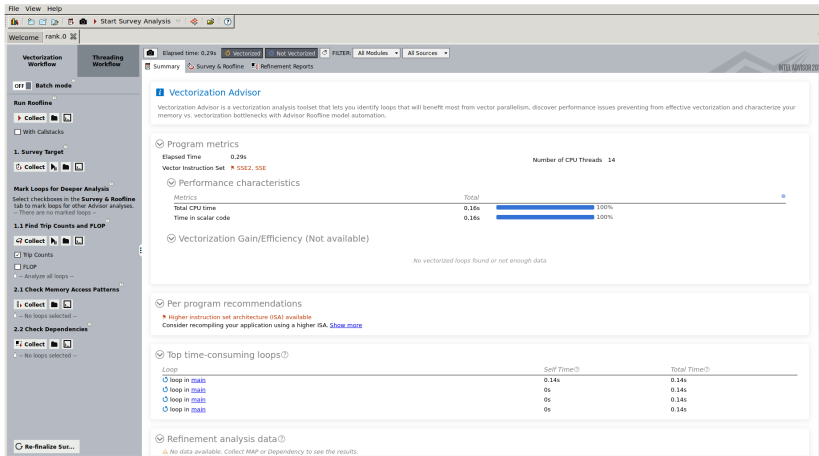 File View Help
Start Survey Analysis
Welcome rank.0
Vectorization Workflow
Threading Workflow
OFF Batch mode
Run Roofline
Collect
With Callstacks
1. Survey Target
Collect
Mark Loops for Deeper Analysis
Select checkboxes in the Survey & Roofline
tab to mark loops for other Advisor analyses.
-- There are no marked loops --
1.1 Find Trip Counts and FLOP
Collect
Trip Counts
FLOP
-- Analyze all loops --
2.1 Check Memory Access Patterns
Collect
-- No loops selected --
2.2 Check Dependencies
Collect
-- No loops selected --
Re-finalize Sur...
Elapsed time: 0,29s Vectorized Not Vectorized FILTER: All Modules All Sources
Summary Survey & Roofline Refinement Reports
INTEL ADVISOR 20
Vectorization Advisor
Vectorization Advisor is a vectorization analysis toolset that lets you identify loops that will benefit most from vector parallelism, discover performance issues preventing from effective vectorization and characterize your
memory vs. vectorization bottlenecks with Advisor Roofline model automation.
Program metrics
Elapsed Time 0,29s
Number of CPU Threads 14
Vector Instruction Set SSE2, SSE
Performance characteristics
Metrics Total
Total CPU time 0,16s 100%
Time in scalar code 0,16s 100%
Vectorization Gain/Efficiency (Not available)
No vectorized loops found or not enough data
Per program recommendations
Higher instruction set architecture (ISA) available
Consider recompiling your application using a higher ISA. Show more
Top time-consuming loops
Loop Self Time Total Time
loop in main 0.14s 0.14s
loop in main 0s 0.14s
loop in main 0s 0.14s
loop in main 0s 0.14s
Refinement analysis data
No data available. Collect MAP or Dependency to see the results.